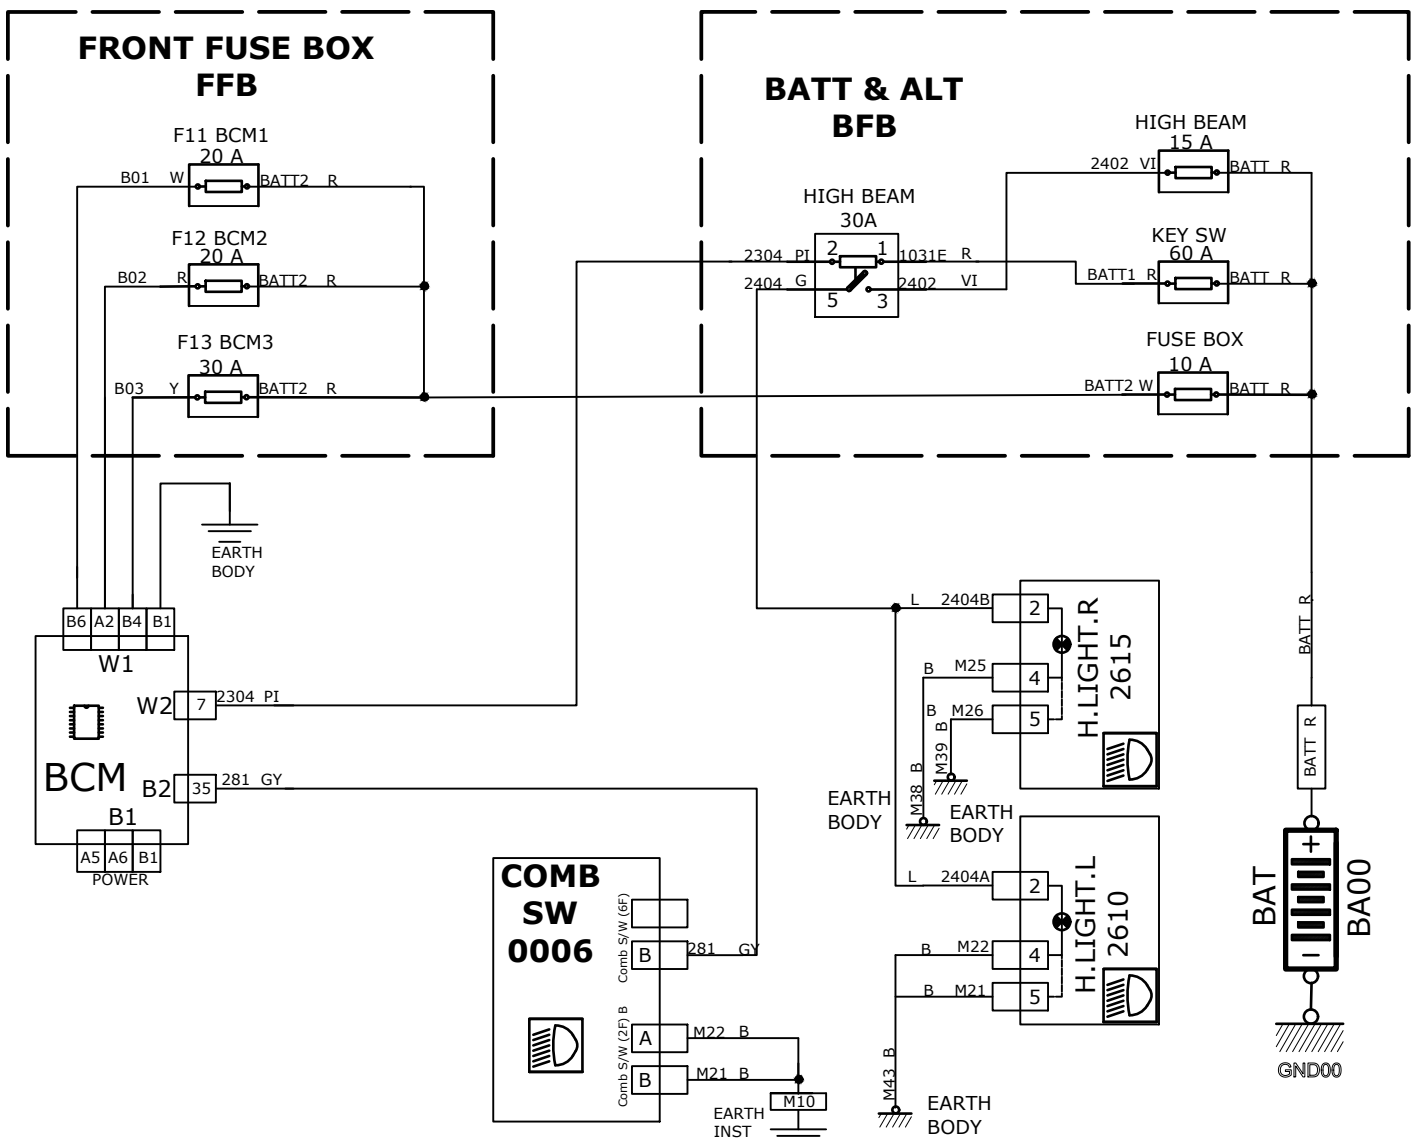 FRONT FUSE BOX
FFB
F11 BCM1
20 A
B01 W
BATT2 R
F12 BCM2
20 A
B02 R
BATT2 R
F13 BCM3
30 A
B03 Y
BATT2 R
BATT & ALT
BFB
HIGH BEAM
15 A
2402 VI
BATT R
HIGH BEAM
30A
2304 PI
2 1
1031E R
2404 G
5 3
2402 VI
KEY SW
60 A
BATT1 R
BATT R
FUSE BOX
10 A
BATT2 W
BATT R
EARTH
BODY
B6 A2 B4 B1
W1
W2 7
2304 PI
BCM
B2 35
281 GY
B1
A5 A6 B1
POWER
COMB
SW
0006
Comb S/W (6F)
B
281 GY
Comb S/W (2F) B
A
M22 B
B
M21 B
M10
EARTH
INST
L 2404B
2
B M25
4
B M26
5
M39 B
M38 B
H.LIGHT.R
2615
EARTH
BODY
EARTH
BODY
L 2404A
2
B M22
4
B M21
5
M43 B
H.LIGHT.L
2610
EARTH
BODY
BATT R
BATT R
+
BAT
BA00
−
GND00